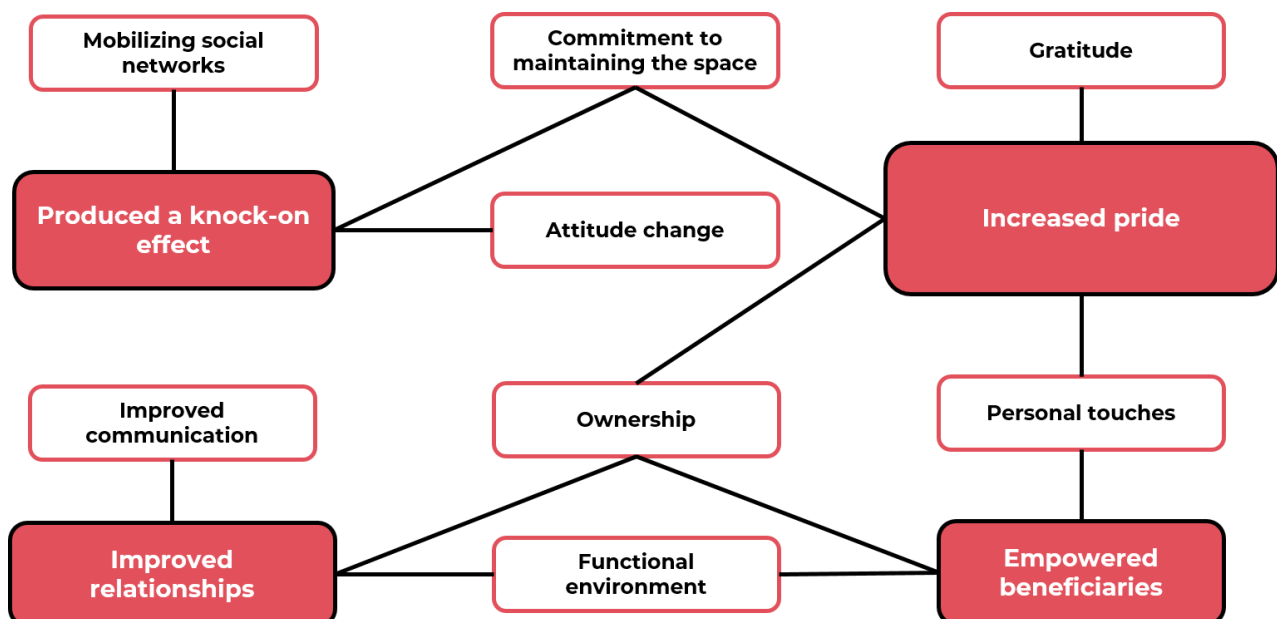 Mobilizing social
networks
Commitment to
maintaining the space
Gratitude
Produced a knock-on
effect
Attitude change
Increased pride
Improved
communication
Ownership
Personal touches
Improved
relationships
Functional
environment
Empowered
beneficiaries